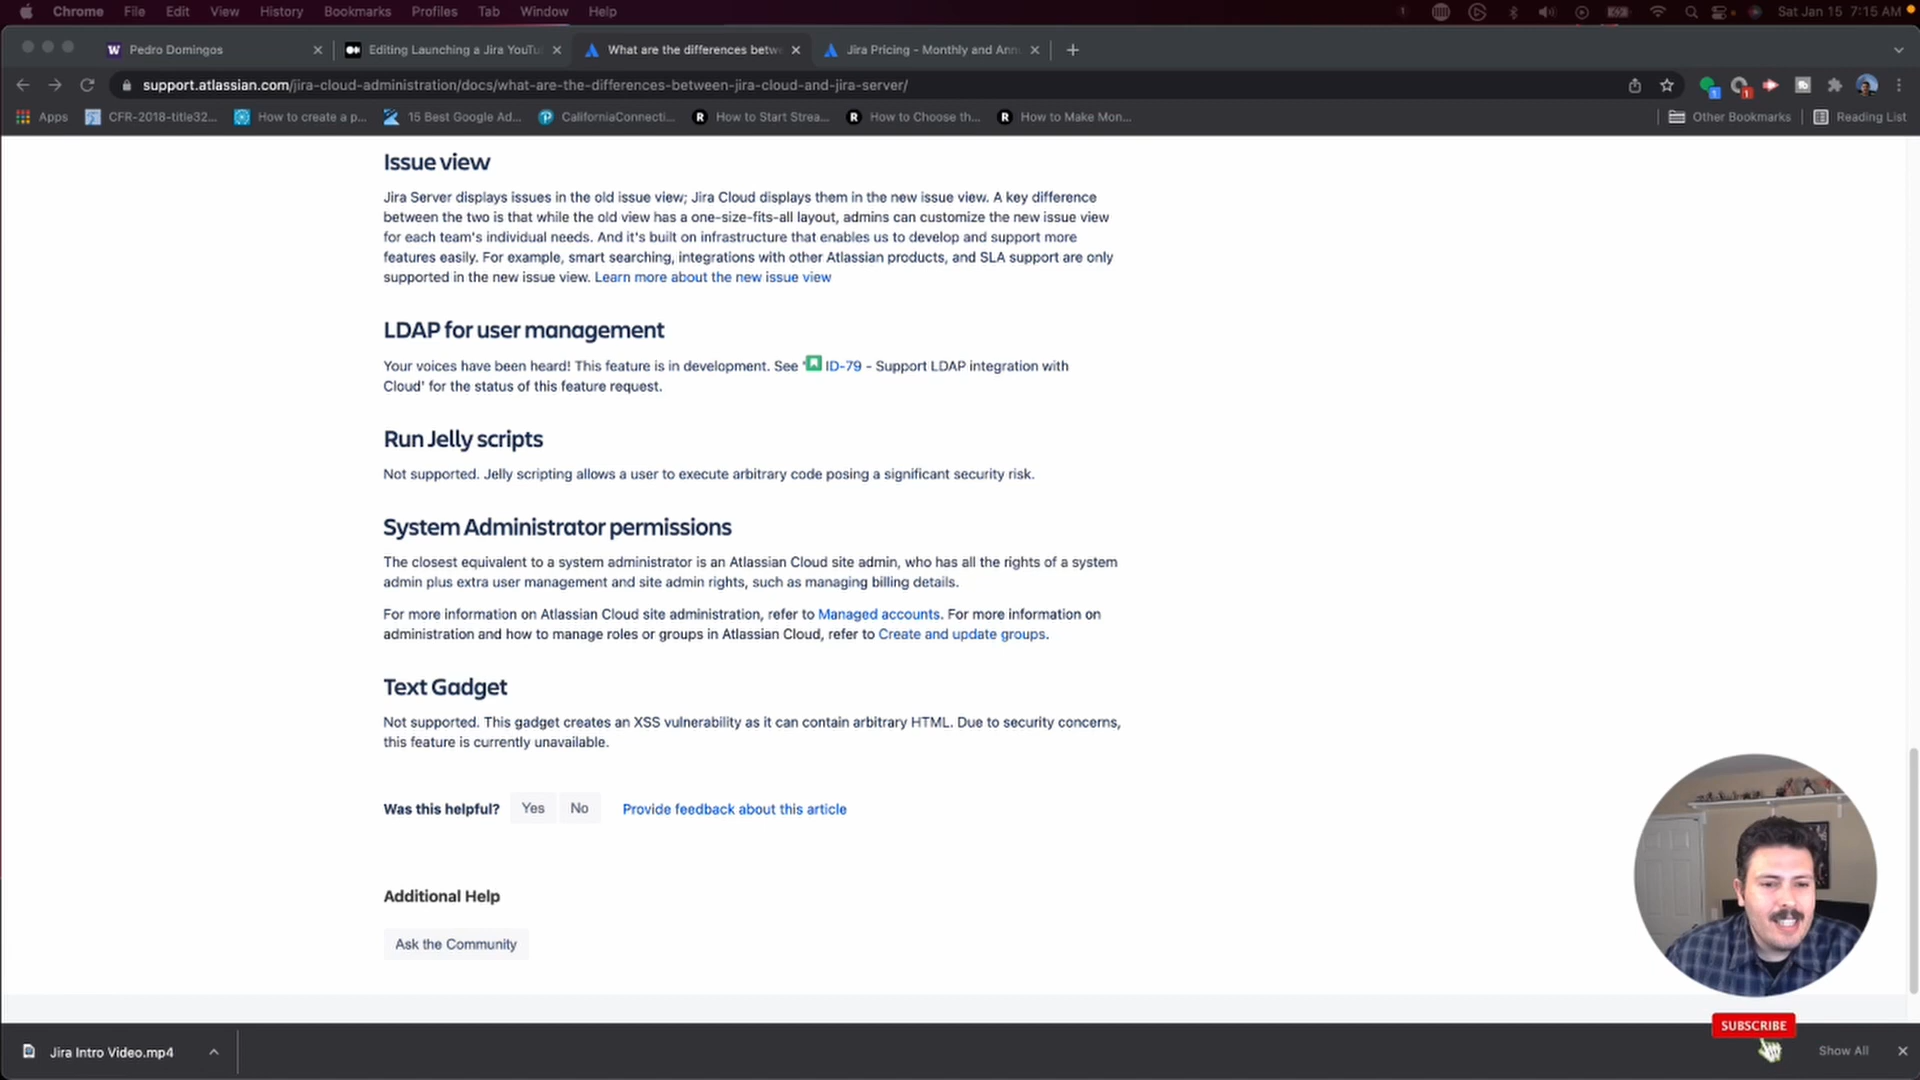 Chrome File Edit View History Bookmarks Profiles Tab Window Help Sat Jan 15 7:15 AM
Pedro Domingos
Editing Launching a Jira YouTu
What are the differences betw
Jira Pricing - Monthly and Ann
support.atlassian.com/jira-cloud-administration/docs/what-are-the-differences-between-jira-cloud-and-jira-server/
Apps CFR-2018-title32... How to create a p... 15 Best Google Ad... CaliforniaConnecti... How to Start Strea... How to Choose th... How to Make Mon... Other Bookmarks Reading List
Issue view
Jira Server displays issues in the old issue view; Jira Cloud displays them in the new issue view. A key difference
between the two is that while the old view has a one-size-fits-all layout, admins can customize the new issue view
for each team's individual needs. And it's built on infrastructure that enables us to develop and support more
features easily. For example, smart searching, integrations with other Atlassian products, and SLA support are only
supported in the new issue view. Learn more about the new issue view
LDAP for user management
Your voices have been heard! This feature is in development. See ' ID-79 - Support LDAP integration with
Cloud' for the status of this feature request.
Run Jelly scripts
Not supported. Jelly scripting allows a user to execute arbitrary code posing a significant security risk.
System Administrator permissions
The closest equivalent to a system administrator is an Atlassian Cloud site admin, who has all the rights of a system
admin plus extra user management and site admin rights, such as managing billing details.
For more information on Atlassian Cloud site administration, refer to Managed accounts. For more information on
administration and how to manage roles or groups in Atlassian Cloud, refer to Create and update groups.
Text Gadget
Not supported. This gadget creates an XSS vulnerability as it can contain arbitrary HTML. Due to security concerns,
this feature is currently unavailable.
Was this helpful? Yes No Provide feedback about this article
Additional Help
Ask the Community
SUBSCRIBE
Jira Intro Video.mp4
Show All